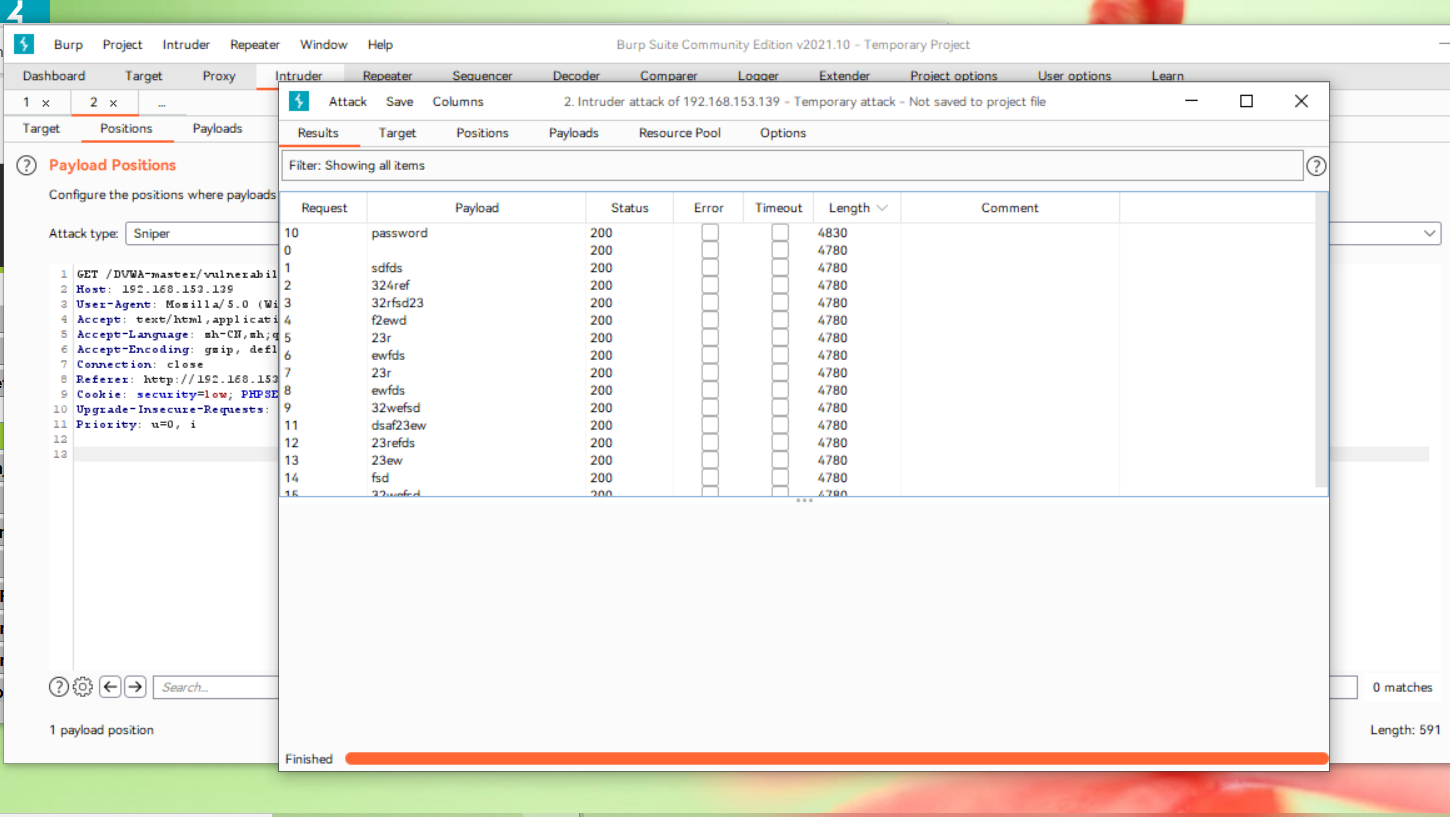 Burp Project Intruder Repeater Window Help Burp Suite Community Edition v2021.10 - Temporary Project
Dashboard Target Proxy Intruder Repeater Sequencer Decoder Comparer Logger Extender Project options User options Learn
1 × 2 × ...
Target Positions Payloads
Payload Positions
Configure the positions where payloads
Attack type: Sniper
1 GET /DVWA-master/vulnerabil
2 Host: 192.168.153.139
3 User-Agent: Mozilla/5.0 (Wi
4 Accept: text/html,applicati
5 Accept-Language: zh-CN,zh;q
6 Accept-Encoding: gzip, defl
7 Connection: close
8 Referer: http://192.168.153
9 Cookie: security=low; PHPSE
10 Upgrade-Insecure-Requests:
11 Priority: u=0, i
12
13
Search...
0 matches
1 payload position
Length: 591
Attack Save Columns 2. Intruder attack of 192.168.153.139 - Temporary attack - Not saved to project file
Results Target Positions Payloads Resource Pool Options
Filter: Showing all items
Request Payload Status Error Timeout Length Comment
10 password 200 4830
0 200 4780
1 sdfds 200 4780
2 324ref 200 4780
3 32rfsd23 200 4780
4 f2ewd 200 4780
5 23r 200 4780
6 ewfds 200 4780
7 23r 200 4780
8 ewfds 200 4780
9 32wefsd 200 4780
11 dsaf23ew 200 4780
12 23refds 200 4780
13 23ew 200 4780
14 fsd 200 4780
15 32wefsd 200 4780
Finished